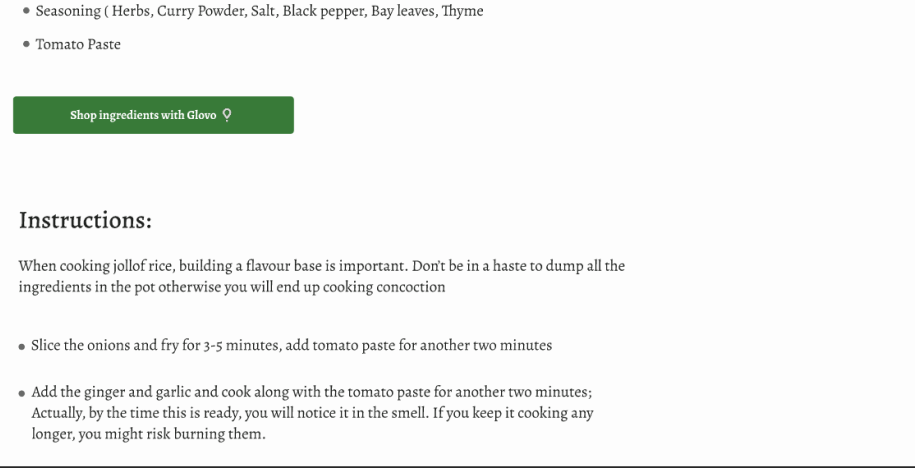 Seasoning ( Herbs, Curry Powder, Salt, Black pepper, Bay leaves, Thyme
Tomato Paste
Shop ingredients with Glovo
Instructions:
When cooking jollof rice, building a flavour base is important. Don't be in a haste to dump all the
ingredients in the pot otherwise you will end up cooking concoction
Slice the onions and fry for 3-5 minutes, add tomato paste for another two minutes
Add the ginger and garlic and cook along with the tomato paste for another two minutes;
Actually, by the time this is ready, you will notice it in the smell. If you keep it cooking any
longer, you might risk burning them.